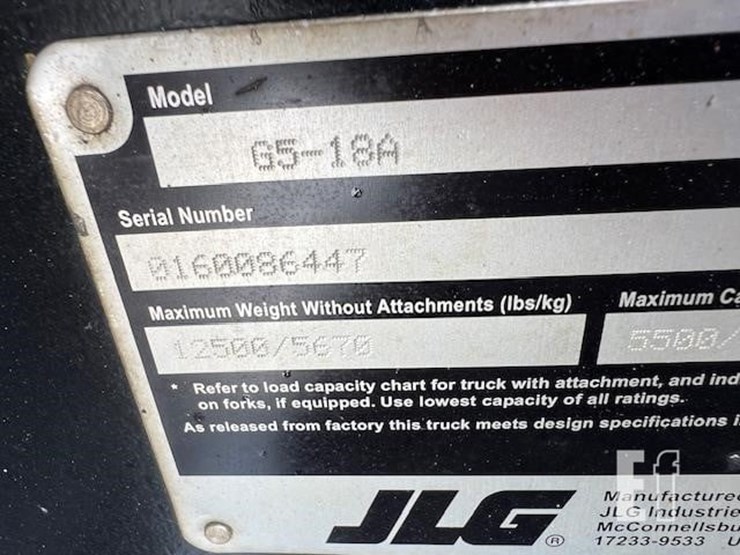 Model
G5-18A
Serial Number
0160086447
Maximum Weight Without Attachments (lbs/kg)
Maximum Ca
12500/5670
5500/
* Refer to load capacity chart for truck with attachment, and ind
on forks, if equipped. Use lowest capacity of all ratings.
As released from factory this truck meets design specifications
JLG®
Manufacture
JLG Industrie
McConnellsbu
17233-9533 U